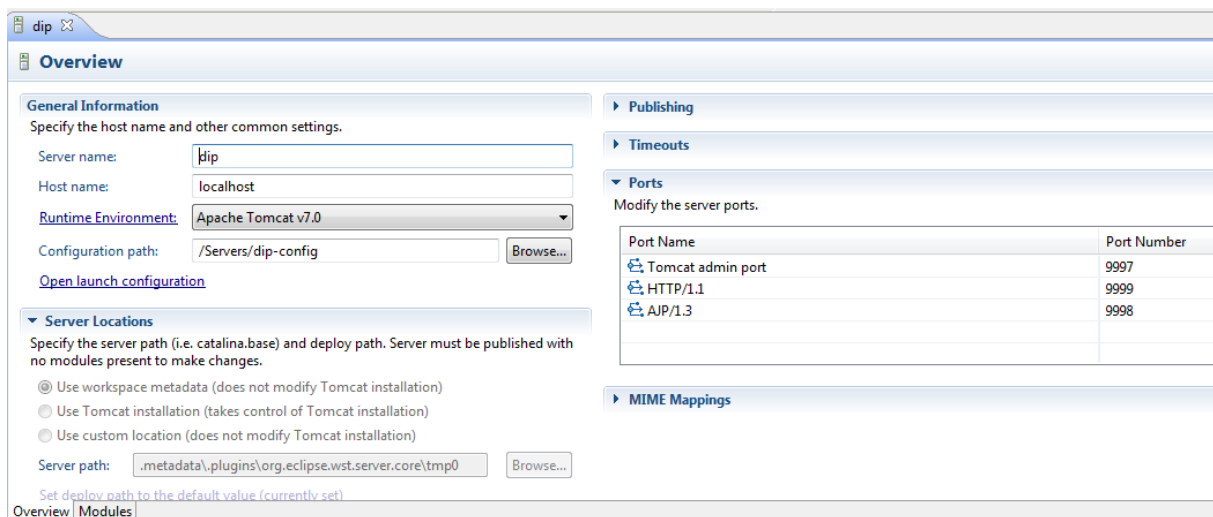 dip
Overview
General Information
Specify the host name and other common settings.
Server name:
dip
Host name:
localhost
Runtime Environment:
Apache Tomcat v7.0
Configuration path:
/Servers/dip-config
Browse...
Open launch configuration
Server Locations
Specify the server path (i.e. catalina.base) and deploy path. Server must be published with
no modules present to make changes.
Use workspace metadata (does not modify Tomcat installation)
Use Tomcat installation (takes control of Tomcat installation)
Use custom location (does not modify Tomcat installation)
Server path:
.metadata\.plugins\org.eclipse.wst.server.core\tmp0
Browse...
Set deploy path to the default value (currently set)
Publishing
Timeouts
Ports
Modify the server ports.
Port Name Port Number
Tomcat admin port 9997
HTTP/1.1 9999
AJP/1.3 9998
MIME Mappings
Overview Modules